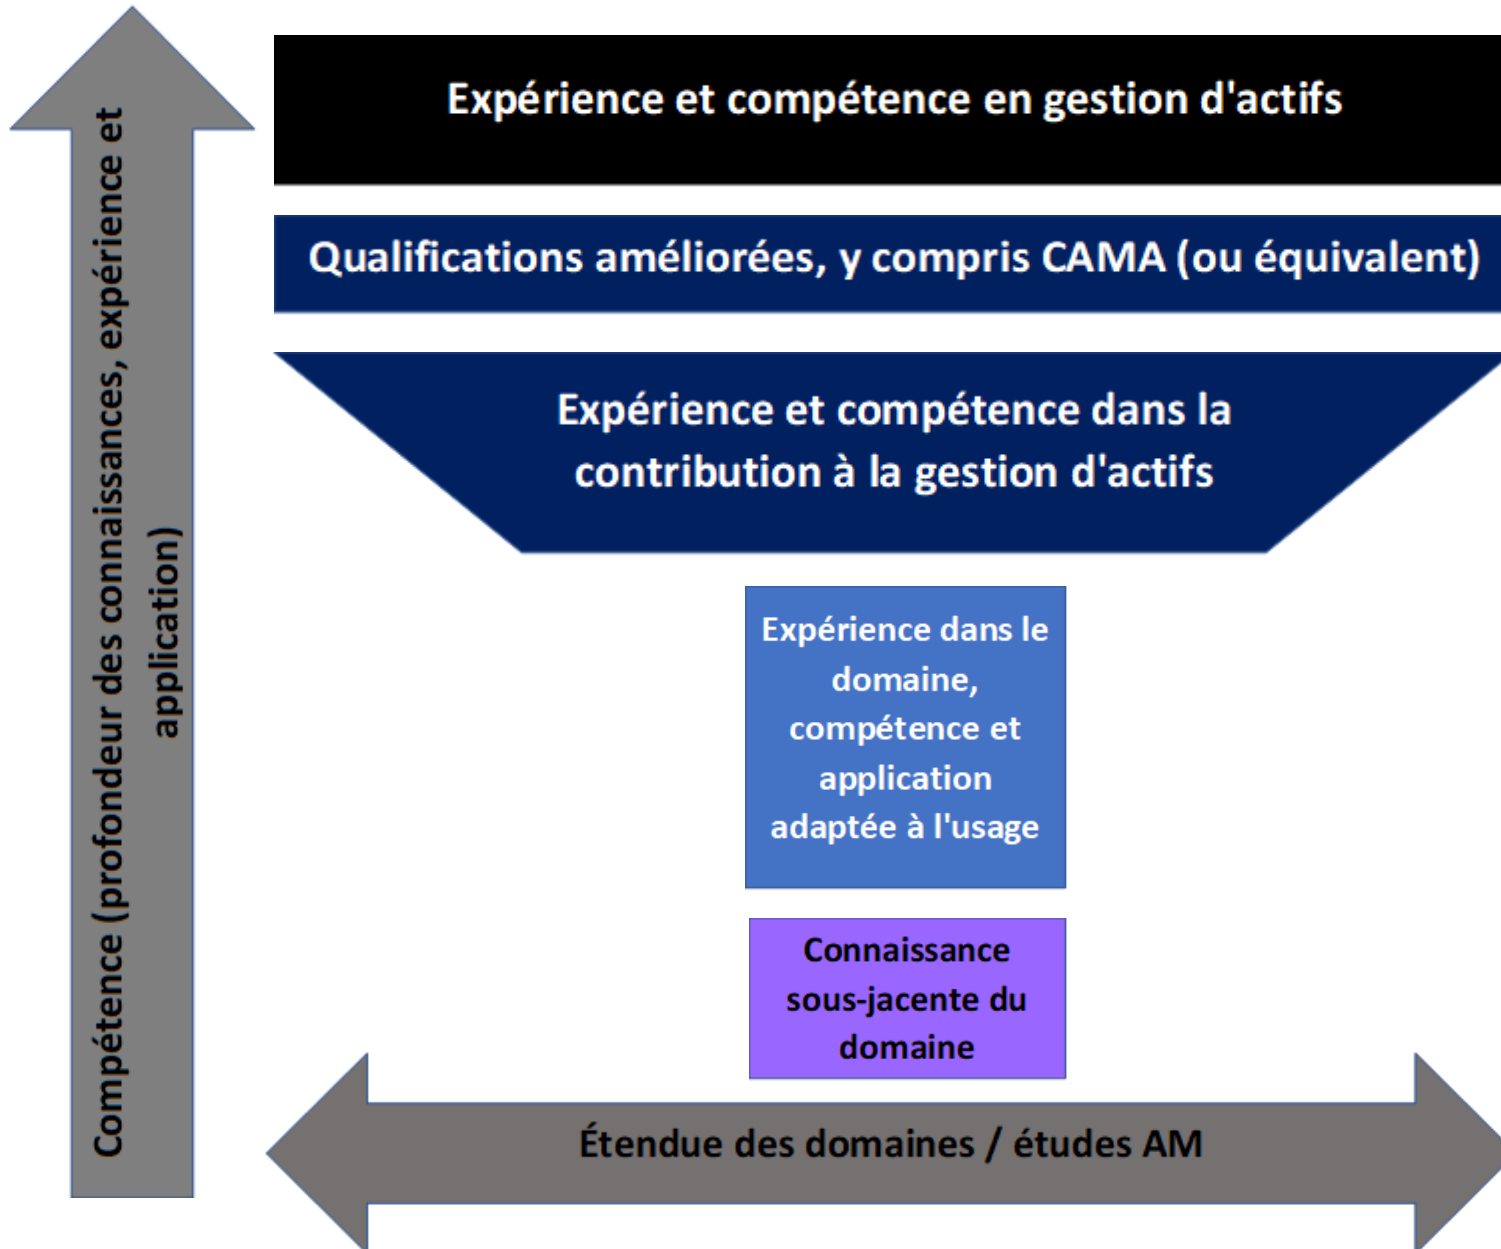 Compétence (profondeur des connaissances, expérience et
application)
Expérience et compétence en gestion d'actifs
Qualifications améliorées, y compris CAMA (ou équivalent)
Expérience et compétence dans la
contribution à la gestion d'actifs
Expérience dans le
domaine,
compétence et
application
adaptée à l'usage
Connaissance
sous-jacente du
domaine
Étendue des domaines / études AM